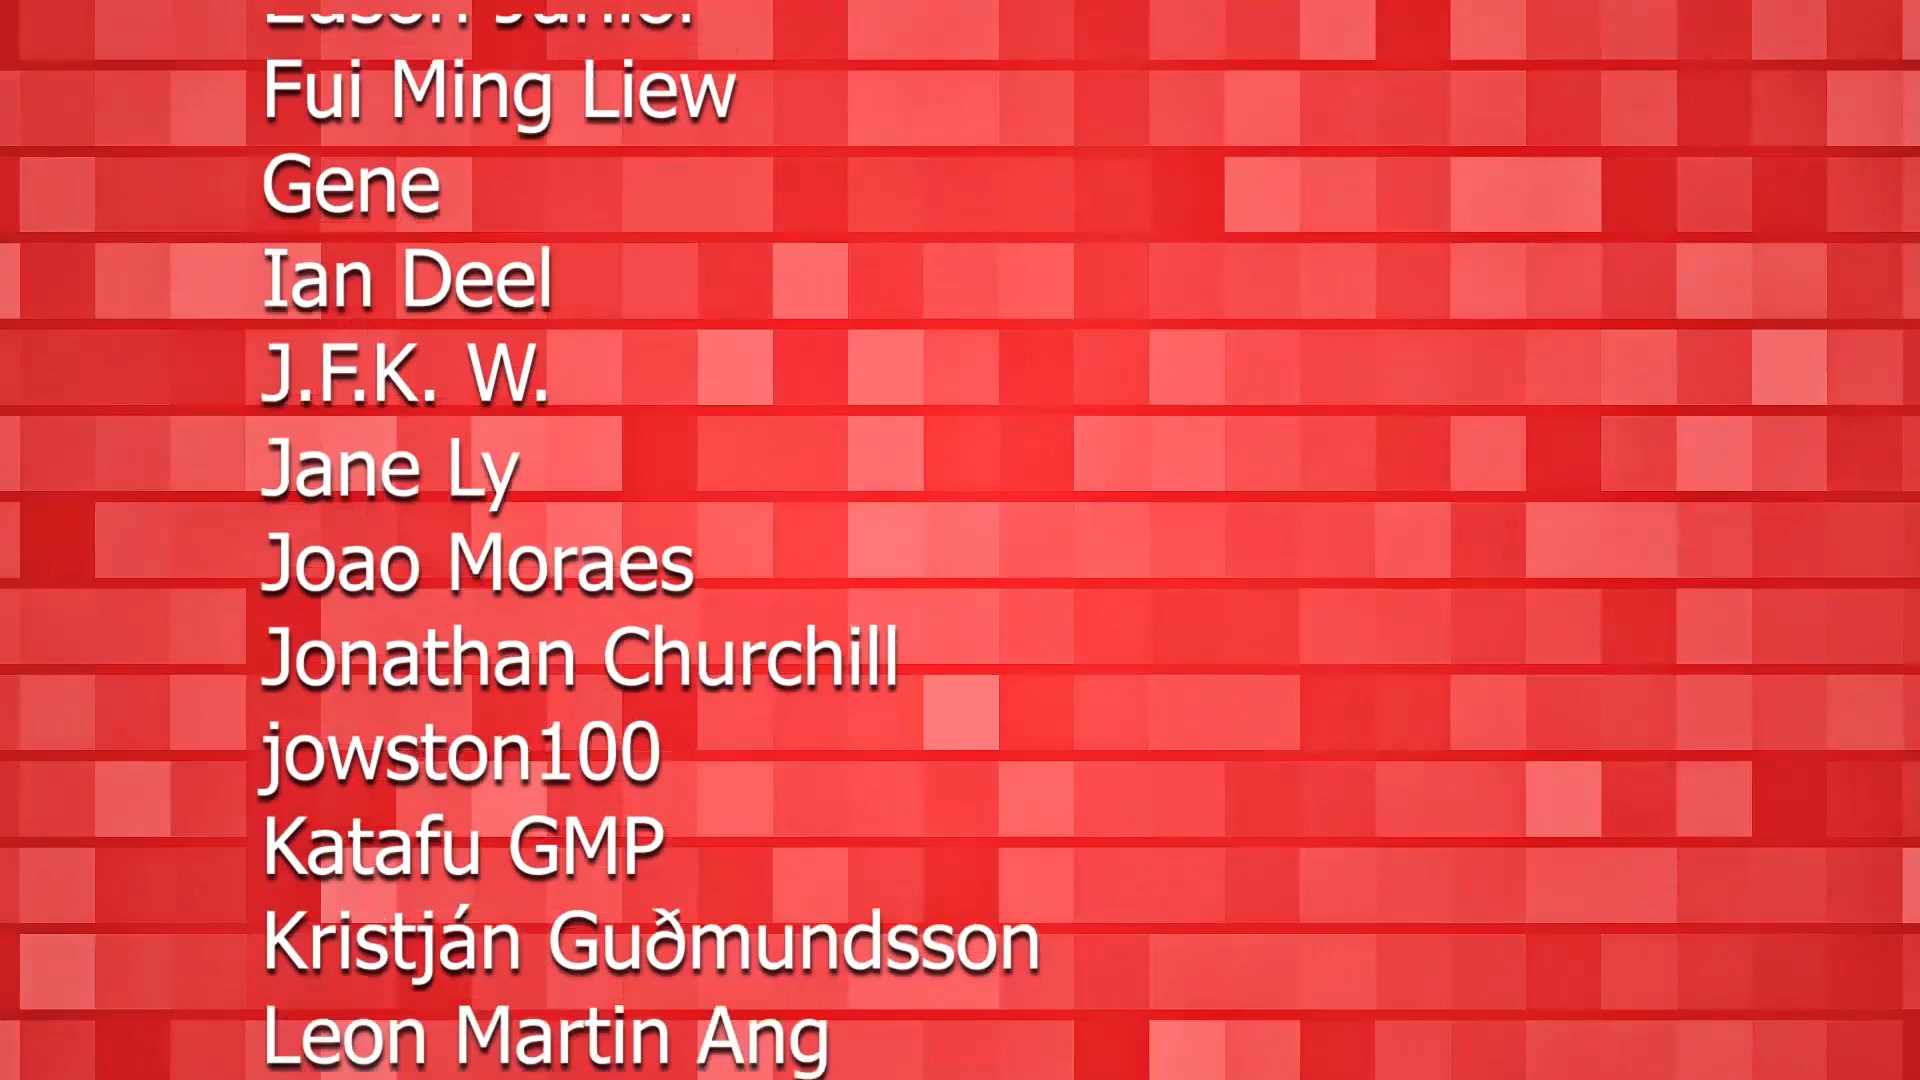 Fui Ming Liew
Gene
Ian Deel
J.F.K. W.
Jane Ly
Joao Moraes
Jonathan Churchill
jowston100
Katafu GMP
Kristján Guðmundsson
Leon Martin Ang